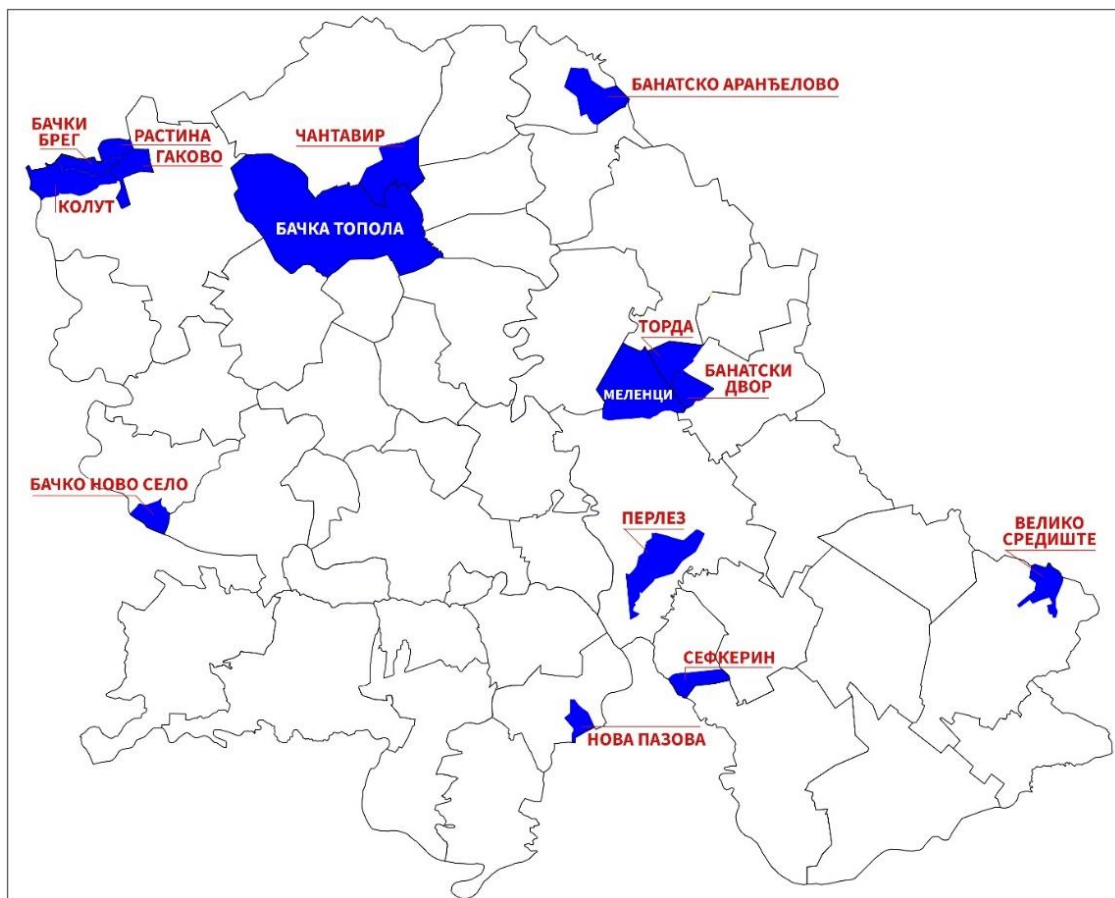 БАНАТСКО АРАНЂЕЛОВО
БАЧКИ
БРЕГ
РАСТИНА
ГАКОВО
КОЛУТ
ЧАНТАВИР
БАЧКА ТОПОЛА
ТОРДА
БАНАТСКИ
ДВОР
МЕЛЕНЦИ
БАЧКО НОВО СЕЛО
ПЕРЛЕЗ
ВЕЛИКО
СРЕДИШТЕ
СЕФКЕРИН
НОВА ПАЗОВА